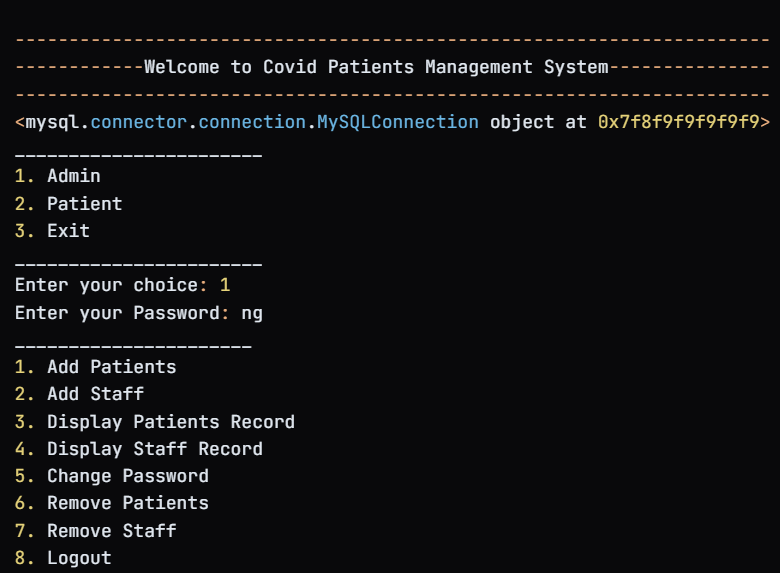 ----------------------------------------------------------------------
------------Welcome to Covid Patients Management System---------------
----------------------------------------------------------------------
<mysql.connector.connection.MySQLConnection object at 0x7f8f9f9f9f9f9>
_______________________
1. Admin
2. Patient
3. Exit
_______________________
Enter your choice: 1
Enter your Password: ng
______________________
1. Add Patients
2. Add Staff
3. Display Patients Record
4. Display Staff Record
5. Change Password
6. Remove Patients
7. Remove Staff
8. Logout